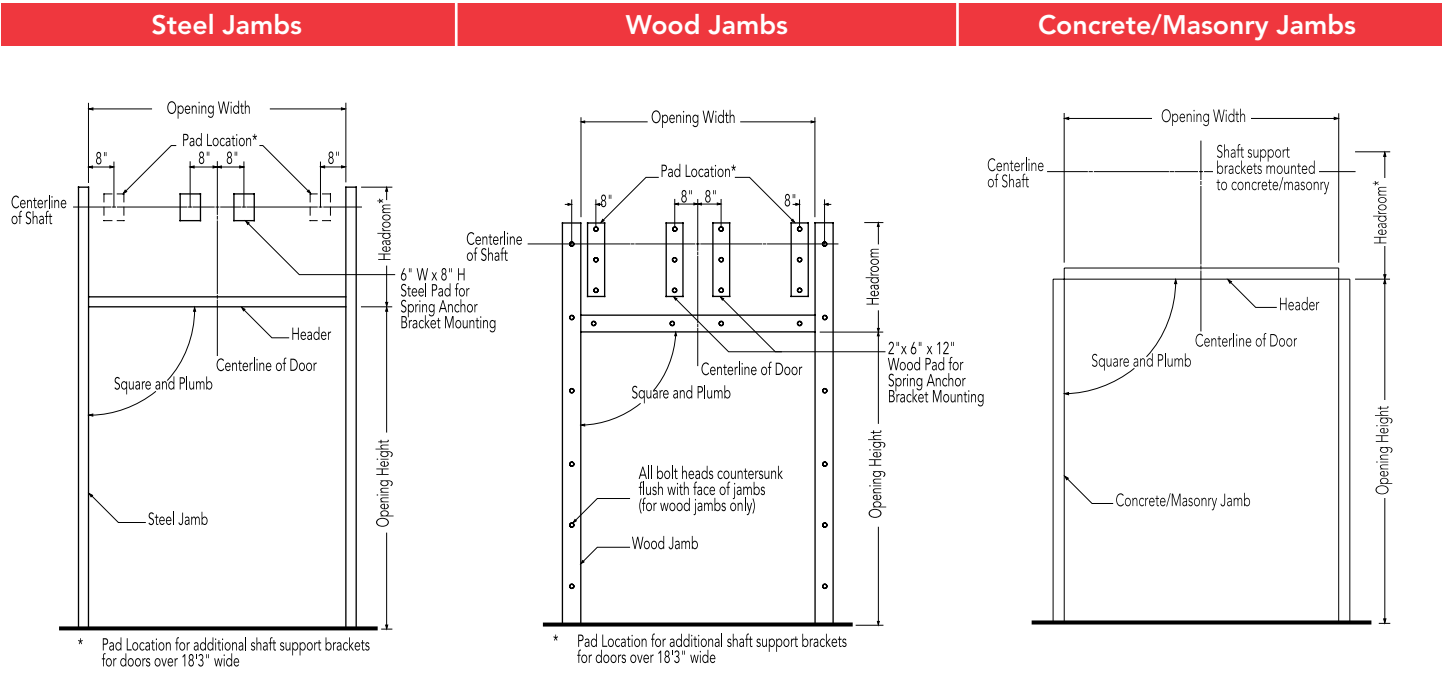 Steel Jambs
Wood Jambs
Concrete/Masonry Jambs
Opening Width
Pad Location*
8"
8"
8"
8"
Centerline
of Shaft
Headroom*
6" W x 8" H
Steel Pad for
Spring Anchor
Bracket Mounting
Header
Centerline of Door
Square and Plumb
Opening Height
Steel Jamb
* Pad Location for additional shaft support brackets
for doors over 18'3" wide
Opening Width
Pad Location*
8"
8"
8"
8"
Centerline
of Shaft
Headroom
2"x 6" x 12"
Wood Pad for
Spring Anchor
Bracket Mounting
Centerline of Door
Square and Plumb
Opening Height
All bolt heads countersunk
flush with face of jambs
(for wood jambs only)
Wood Jamb
* Pad Location for additional shaft support brackets
for doors over 18'3" wide
Opening Width
Centerline
of Shaft
Shaft support
brackets mounted
to concrete/masonry
Headroom*
Header
Centerline of Door
Square and Plumb
Opening Height
Concrete/Masonry Jamb